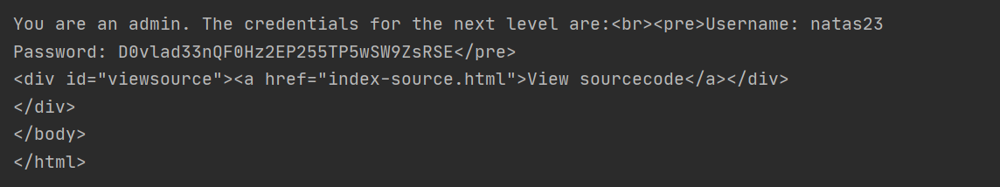 You are an admin. The credentials for the next level are:<br><pre>Username: natas23
Password: D0vlad33nQF0Hz2EP255TP5wSW9ZsRSE</pre>
<div id="viewsource"><a href="index-source.html">View sourcecode</a></div>
</div>
</body>
</html>